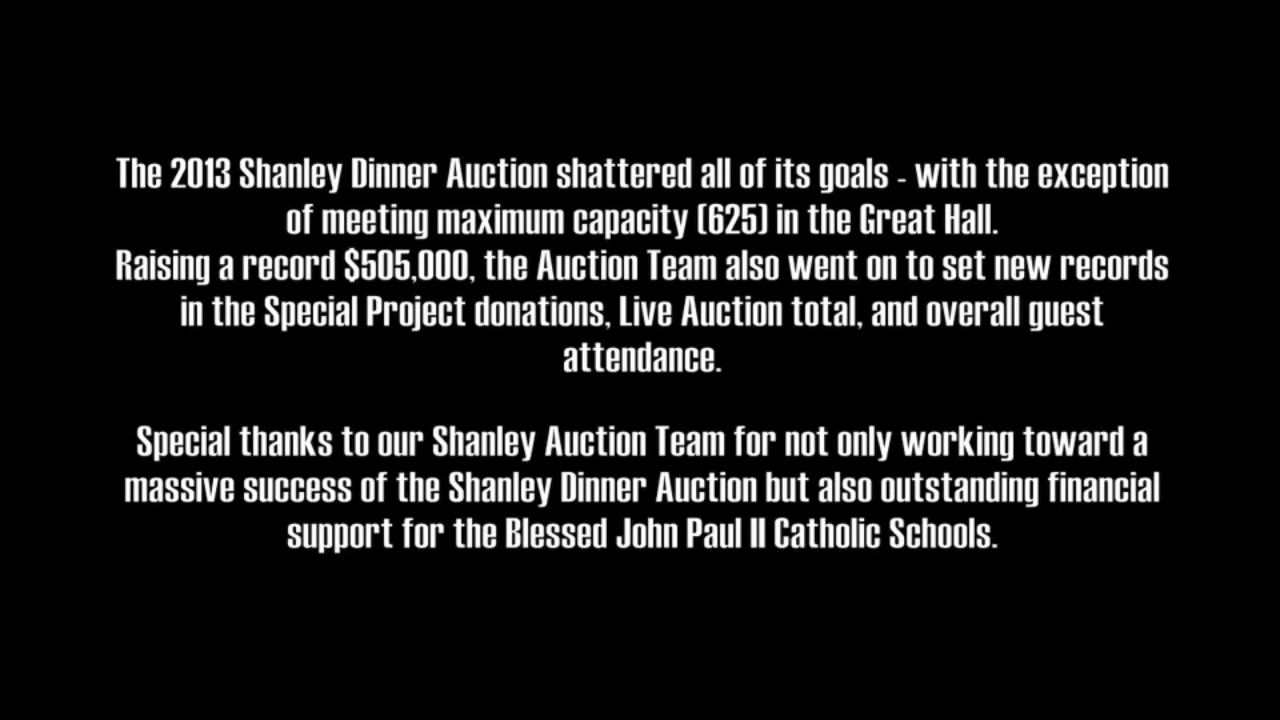 The 2013 Shanley Dinner Auction shattered all of its goals - with the exception
of meeting maximum capacity (625) in the Great Hall.
Raising a record $505,000, the Auction Team also went on to set new records
in the Special Project donations, Live Auction total, and overall guest
attendance.
Special thanks to our Shanley Auction Team for not only working toward a
massive success of the Shanley Dinner Auction but also outstanding financial
support for the Blessed John Paul II Catholic Schools.